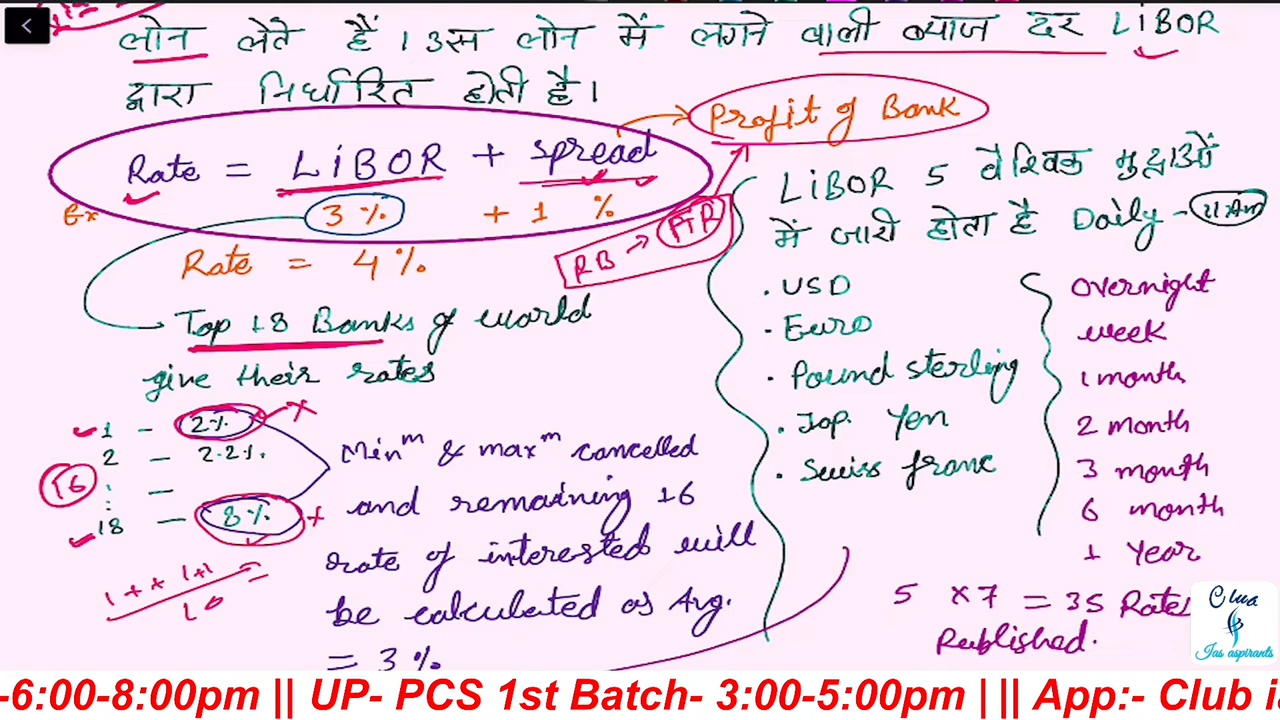 लोन लेते हैं। उस लोन में लगने वाली ब्याज दर LiBOR
द्वारा निर्धारित होती है।
Profit of Bank
Rate = LiBOR + spread
Ex 3 % + 1 %
Rate = 4 %
RB → PTR
Top 18 Banks of world
give their rates
1 - 2 %
2 - 2.2 %
16
: -
18 - 8 %
Min^m & max^m cancelled
and remaining 16
rate of interested will
be calculated as Avg.
= 3 %
LiBOR 5 वैश्विक मुद्राओं
में जारी होता है Daily - 11 AM
. USD
. Euro
. Pound sterling
. Jap. Yen
. Swiss franc
overnight
week
1 month
2 month
3 month
6 month
1 Year
5 x 7 = 35 Rates
Published.
Club
Ias aspirants
-6:00-8:00pm || UP- PCS 1st Batch- 3:00-5:00pm | || App:- Club i